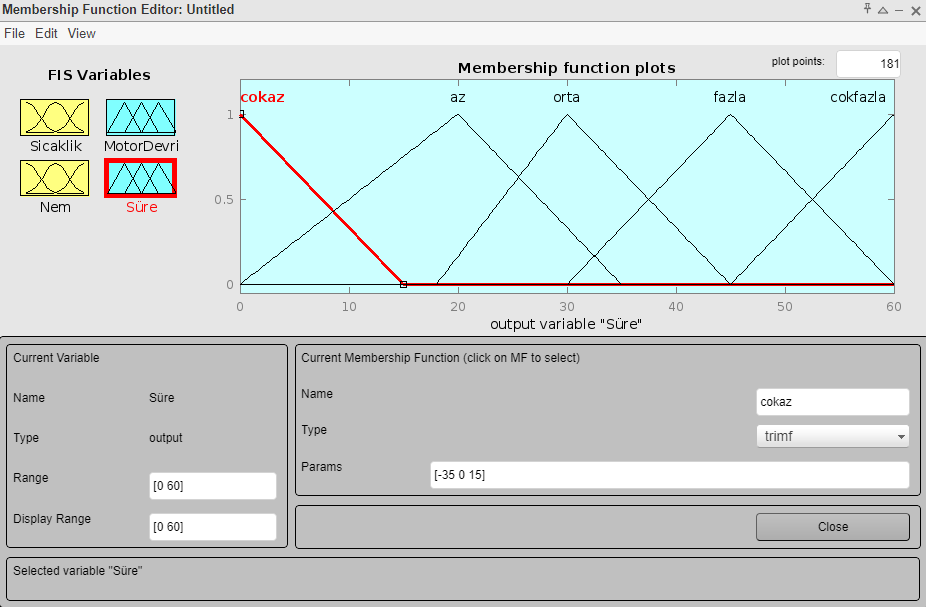 Membership Function Editor: Untitled
File Edit View
FIS Variables
Sicaklik
MotorDevri
Nem
Süre
Membership function plots
plot points: 181
cokaz az orta fazla cokfazla
1
0.5
0
0 10 20 30 40 50 60
output variable "Süre"
Current Variable
Name Süre
Type output
Range [0 60]
Display Range [0 60]
Current Membership Function (click on MF to select)
Name cokaz
Type trimf
Params [-35 0 15]
Close
Selected variable "Süre"